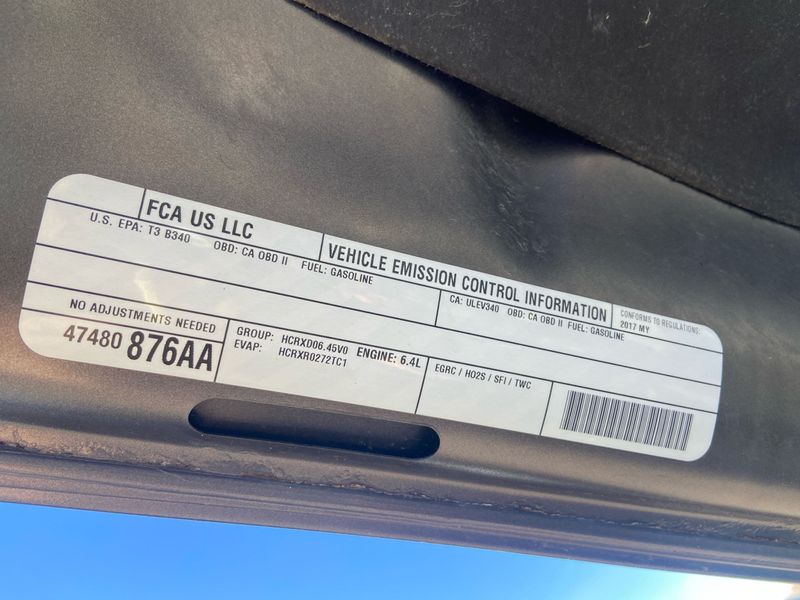 FCA US LLC
VEHICLE EMISSION CONTROL INFORMATION
CONFORMS TO REGULATIONS:
2017 MY
U.S. EPA: T3 B340 OBD: CA OBD II FUEL: GASOLINE
CA: ULEV340 OBD: CA OBD II FUEL: GASOLINE
NO ADJUSTMENTS NEEDED
47480 876AA
GROUP: HCRXD06.45V0 ENGINE: 6.4L
EVAP: HCRXR0272TC1
EGRC / HO2S / SFI / TWC